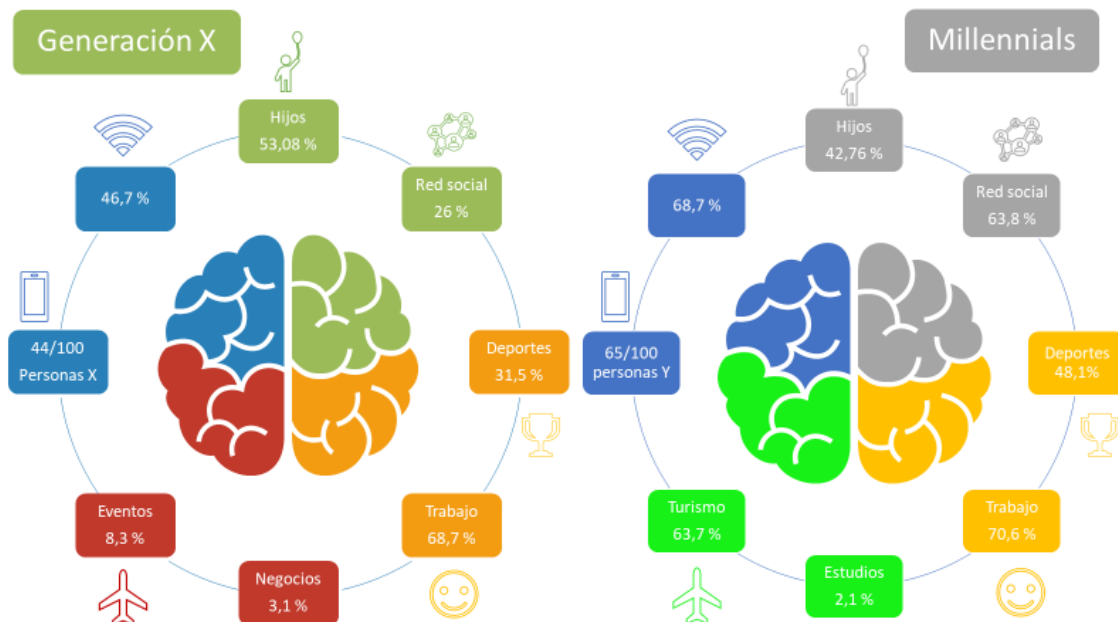 Generación X
Hijos
53,08 %
46,7 %
Red social
26 %
44/100
Personas X
Deportes
31,5 %
Eventos
8,3 %
Trabajo
68,7 %
Negocios
3,1 %
Millennials
Hijos
42,76 %
68,7 %
Red social
63,8 %
65/100
personas Y
Deportes
48,1%
Turismo
63,7 %
Trabajo
70,6 %
Estudios
2,1 %